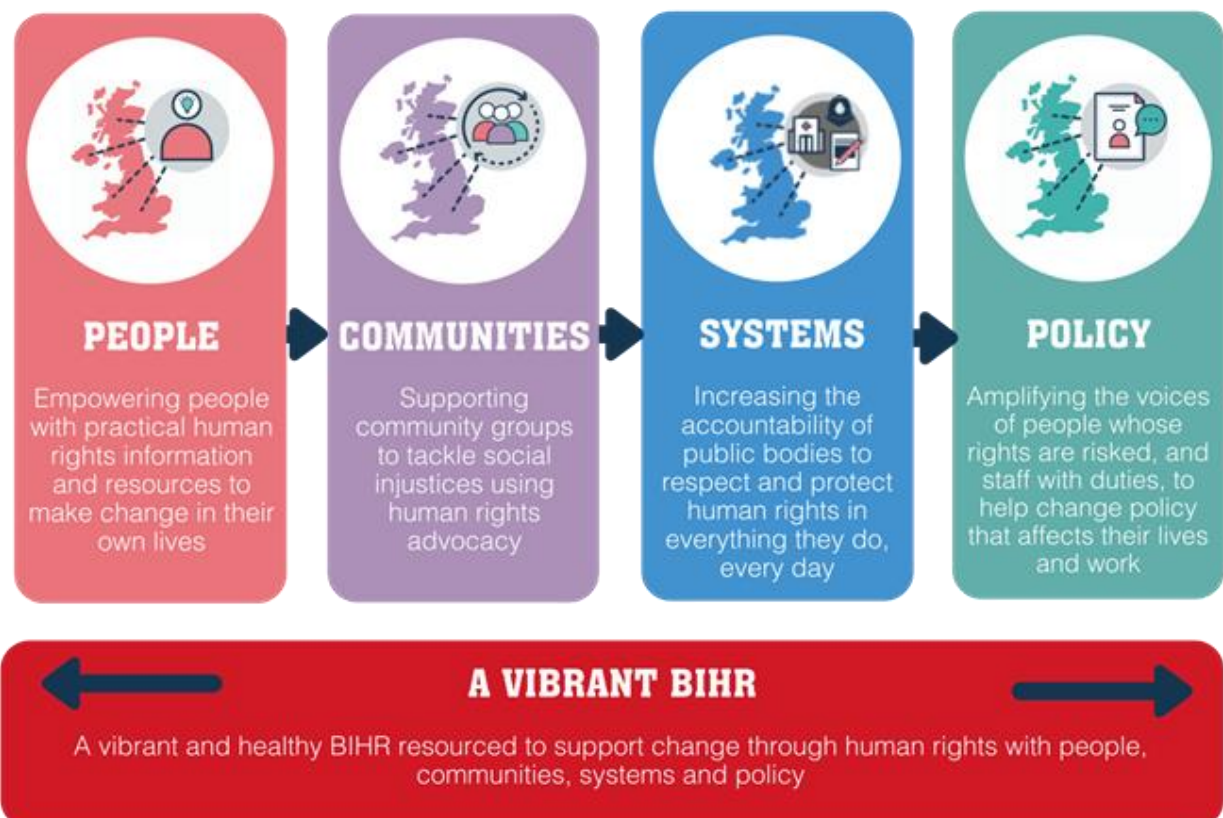 PEOPLE
Empowering people
with practical human
rights information
and resources to
make change in their
own lives
COMMUNITIES
Supporting
community groups
to tackle social
injustices using
human rights
advocacy
SYSTEMS
Increasing the
accountability of
public bodies to
respect and protect
human rights in
everything they do,
every day
POLICY
Amplifying the voices
of people whose
rights are risked, and
staff with duties, to
help change policy
that affects their lives
and work
A VIBRANT BIHR
A vibrant and healthy BIHR resourced to support change through human rights with people,
communities, systems and policy